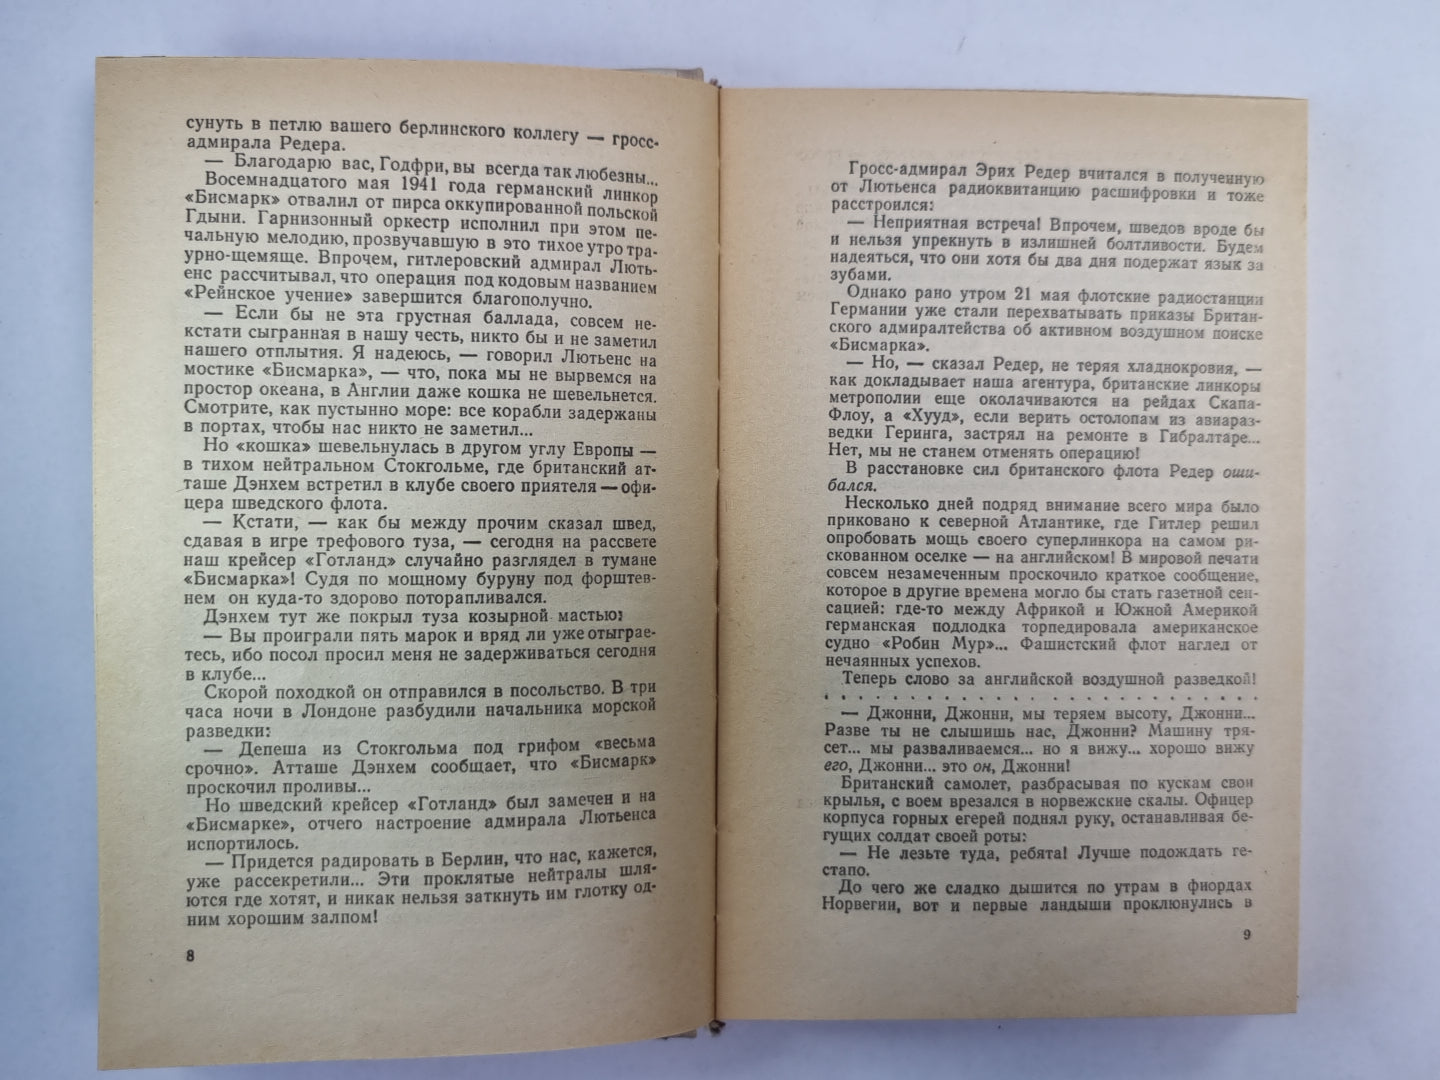 сунуть в петлю вашего берлинского коллегу — гросс-
адмирала Редера.
— Благодарю вас, Годфри, вы всегда так любезны...
Восемнадцатого мая 1941 года германский линкор
«Бисмарк» отвалил от пирса оккупированной польской
Гдыни. Гарнизонный оркестр исполнил при этом пе-
чальную мелодию, прозвучавшую в это тихое утро тра-
урно-щемяще. Впрочем, гитлеровский адмирал Лють-
енс рассчитывал, что операция под кодовым названием
«Рейнское учение» завершится благополучно.
— Если бы не эта грустная баллада, совсем не-
кстати сыгранная в нашу честь, никто бы и не заметил
нашего отплытия. Я надеюсь, — говорил Лютьенс на
мостике «Бисмарка», — что, пока мы не вырвемся на
простор океана, в Англии даже кошка не шевельнется.
Смотрите, как пустынно море: все корабли задержаны
в портах, чтобы нас никто не заметил...
Но «кошка» шевельнулась в другом углу Европы —
в тихом нейтральном Стокгольме, где британский ат-
таше Дэнхем встретил в клубе своего приятеля — офи-
цера шведского флота.
— Кстати, — как бы между прочим сказал швед,
сдавая в игре трефового туза, — сегодня на рассвете
наш крейсер «Готланд» случайно разглядел в тумане
«Бисмарка»! Судя по мощному буруну под форштев-
нем он куда-то здорово поторапливался.
Дэнхем тут же покрыл туза козырной мастью:
— Вы проиграли пять марок и вряд ли уже отыграе-
тесь, ибо посол просил меня не задерживаться сегодня
в клубе...
Скорой походкой он отправился в посольство. В три
часа ночи в Лондоне разбудили начальника морской
разведки:
— Депеша из Стокгольма под грифом «весьма
срочно». Атташе Дэнхем сообщает, что «Бисмарк»
проскочил проливы...
Но шведский крейсер «Готланд» был замечен и на
«Бисмарке», отчего настроение адмирала Лютьенса
испортилось.
— Придется радировать в Берлин, что нас, кажется,
уже рассекретили... Эти проклятые нейтралы шля-
ются где хотят, и никак нельзя заткнуть им глотку од-
ним хорошим залпом!
8
Гросс-адмирал Эрих Редер вчитался в полученную
от Лютьенса радиоквитанцию расшифровки и тоже
расстроился:
— Неприятная встреча! Впрочем, шведов вроде бы
и нельзя упрекнуть в излишней болтливости. Будем
надеяться, что они хотя бы два дня подержат язык за
зубами.
Однако рано утром 21 мая флотские радиостанции
Германии уже стали перехватывать приказы Британ-
ского адмиралтейства об активном воздушном поиске
«Бисмарка».
— Но, — сказал Редер, не теряя хладнокровия, —
как докладывает наша агентура, британские линкоры
метрополии еще околачиваются на рейдах Скапа-
Флоу, а «Хууд», если верить остолопам из авиараз-
ведки Геринга, застрял на ремонте в Гибралтаре...
Нет, мы не станем отменять операцию!
В расстановке сил британского флота Редер оши-
бался.
Несколько дней подряд внимание всего мира было
приковано к северной Атлантике, где Гитлер решил
опробовать мощь своего суперлинкора на самом ри-
скованном оселке — на английском! В мировой печати
совсем незамеченным проскочило краткое сообщение,
которое в другие времена могло бы стать газетной сен-
сацией: где-то между Африкой и Южной Америкой
германская подлодка торпедировала американское
судно «Робин Мур»... Фашистский флот наглел от
нечаянных успехов.
Теперь слово за английской воздушной разведкой!
. . . . . . . . . . . . . . . . . . . .
— Джонни, Джонни, мы теряем высоту, Джонни...
Разве ты не слышишь нас, Джонни? Машину тря-
сет... мы разваливаемся... но я вижу... хорошо вижу
его, Джонни... это он, Джонни!
Британский самолет, разбрасывая по кускам свои
крылья, с воем врезался в норвежские скалы. Офицер
корпуса горных егерей поднял руку, останавливая бе-
гущих солдат своей роты:
— Не лезьте туда, ребята! Лучше подождать ге-
стапо.
До чего же сладко дышится по утрам в фиордах
Норвегии, вот и первые ландыши проклюнулись в
9